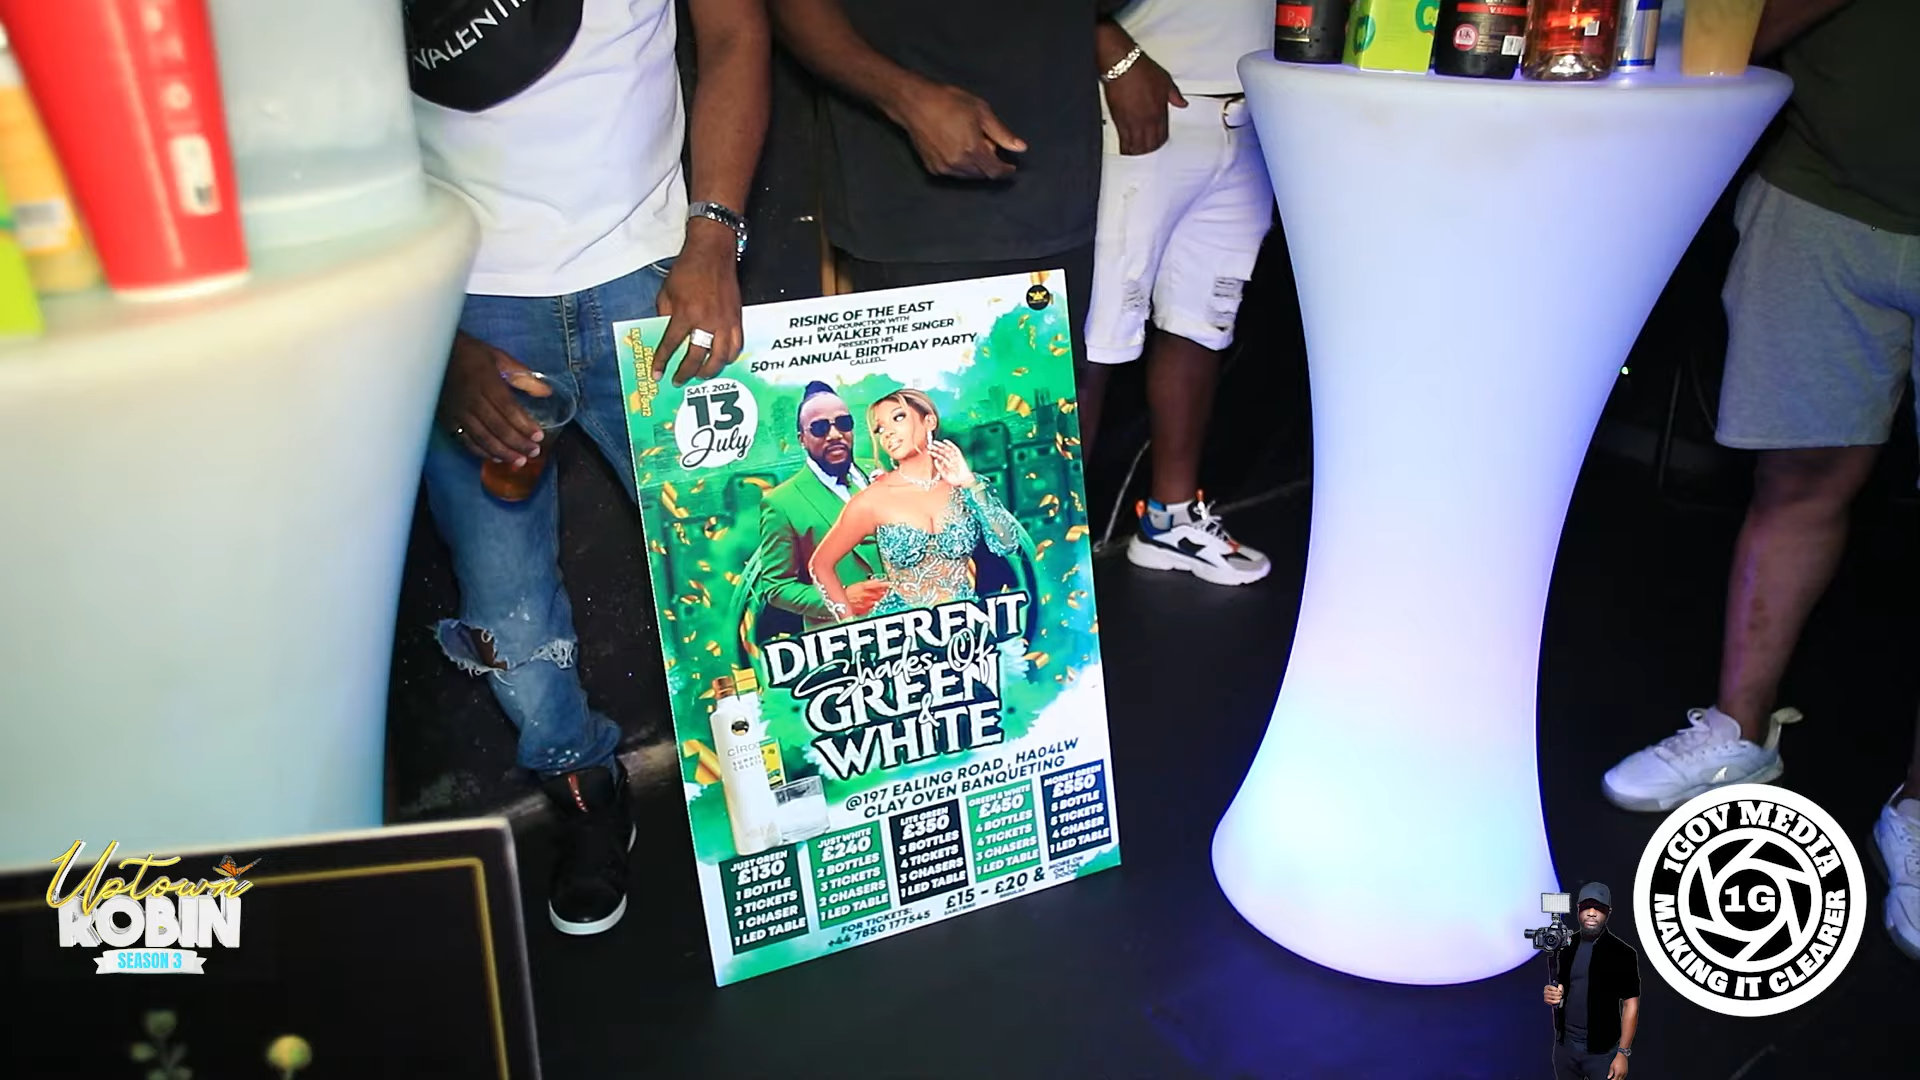 VALENTI
RISING OF THE EAST
IN CONJUNCTION WITH
ASH-I WALKER THE SINGER
PRESENTS HIS
50TH ANNUAL BIRTHDAY PARTY
CALLED...
SAT. 2024
13
July
DIFFERENT
Shades Of
GREEN
&
WHITE
CÎROC
@197 EALING ROAD, HA04LW
CLAY OVEN BANQUETING
JUST GREEN
£130
1 BOTTLE
2 TICKETS
1 CHASER
1 LED TABLE
JUST WHITE
£240
2 BOTTLES
3 TICKETS
2 CHASERS
1 LED TABLE
LITE GREEN
£350
3 BOTTLES
4 TICKETS
3 CHASERS
1 LED TABLE
GREEN & WHITE
£450
4 BOTTLES
4 TICKETS
3 CHASERS
1 LED TABLE
MONEY GREEN
£550
5 BOTTLE
5 TICKETS
4 CHASER
1 LED TABLE
£15 - £20 &
MORE ON
THE DOOR
FOR TICKETS:
+44 7850 177545
Uptown
ROBIN
SEASON 3
1GOV MEDIA
1G
MAKING IT CLEARER